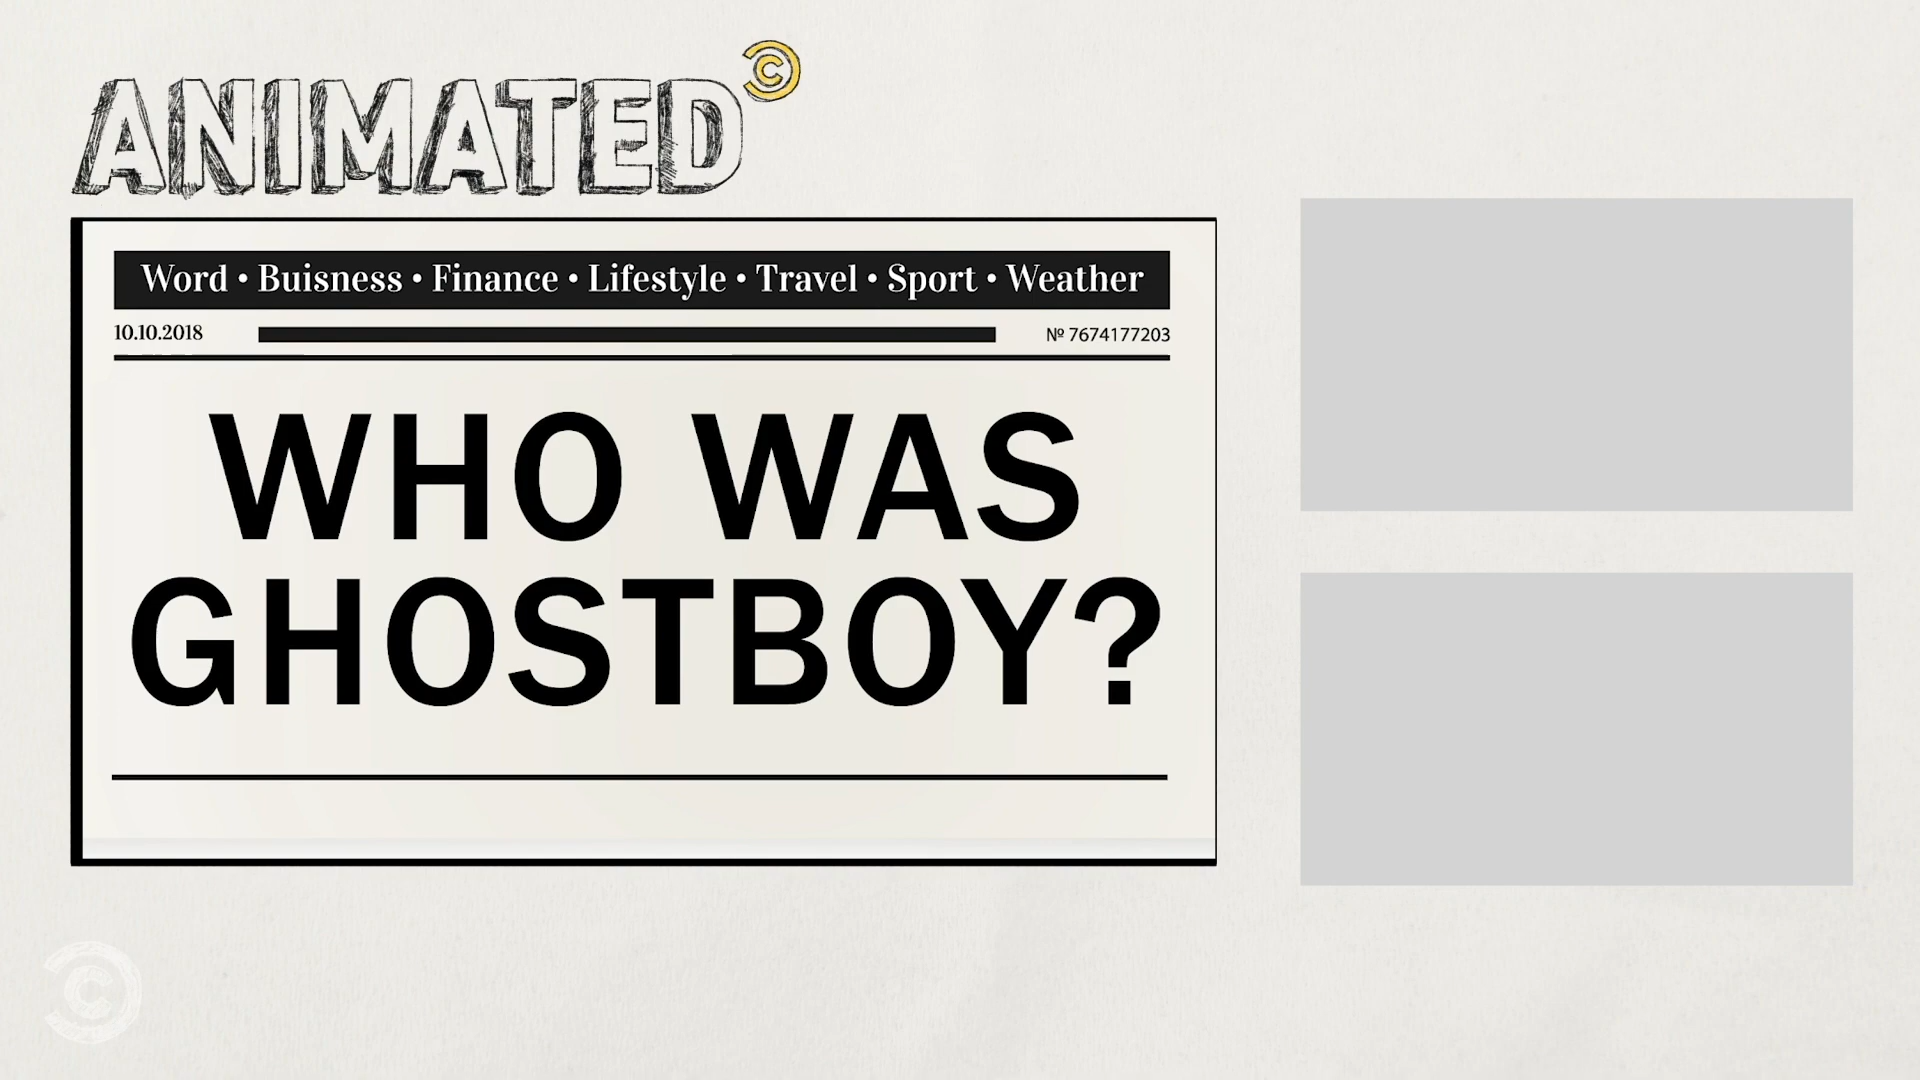 ANIMATED
Word • Buisness • Finance • Lifestyle • Travel • Sport • Weather
10.10.2018
№ 7674177203
WHO WAS
GHOSTBOY?